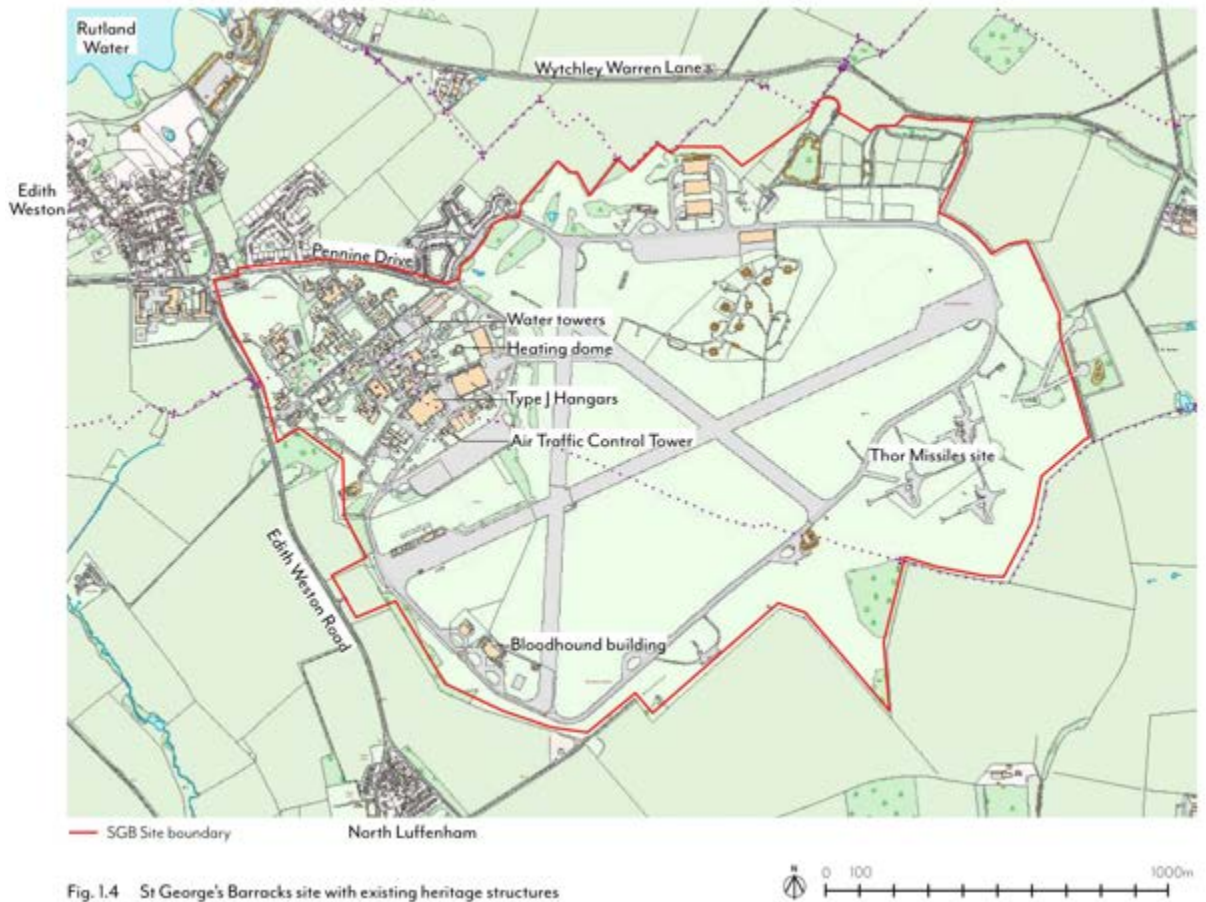 Rutland
Water
Wytchley Warren Lane
Edith
Weston
Pennine Drive
Water towers
Heating dome
Type J Hangars
Air Traffic Control Tower
Thor Missiles site
Edith Weston Road
Bloodhound building
SGB Site boundary
North Luffenham
Fig. 1.4 St George's Barracks site with existing heritage structures
N
0 100 1000m